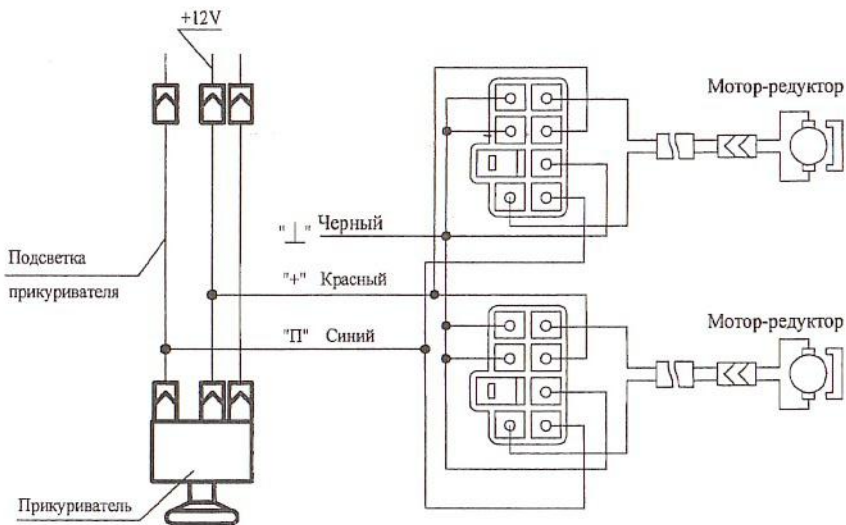 +12V
Мотор-редуктор
"⊥" Черный
Подсветка
прикуривателя
"+" Красный
"П" Синий
Мотор-редуктор
Прикуриватель